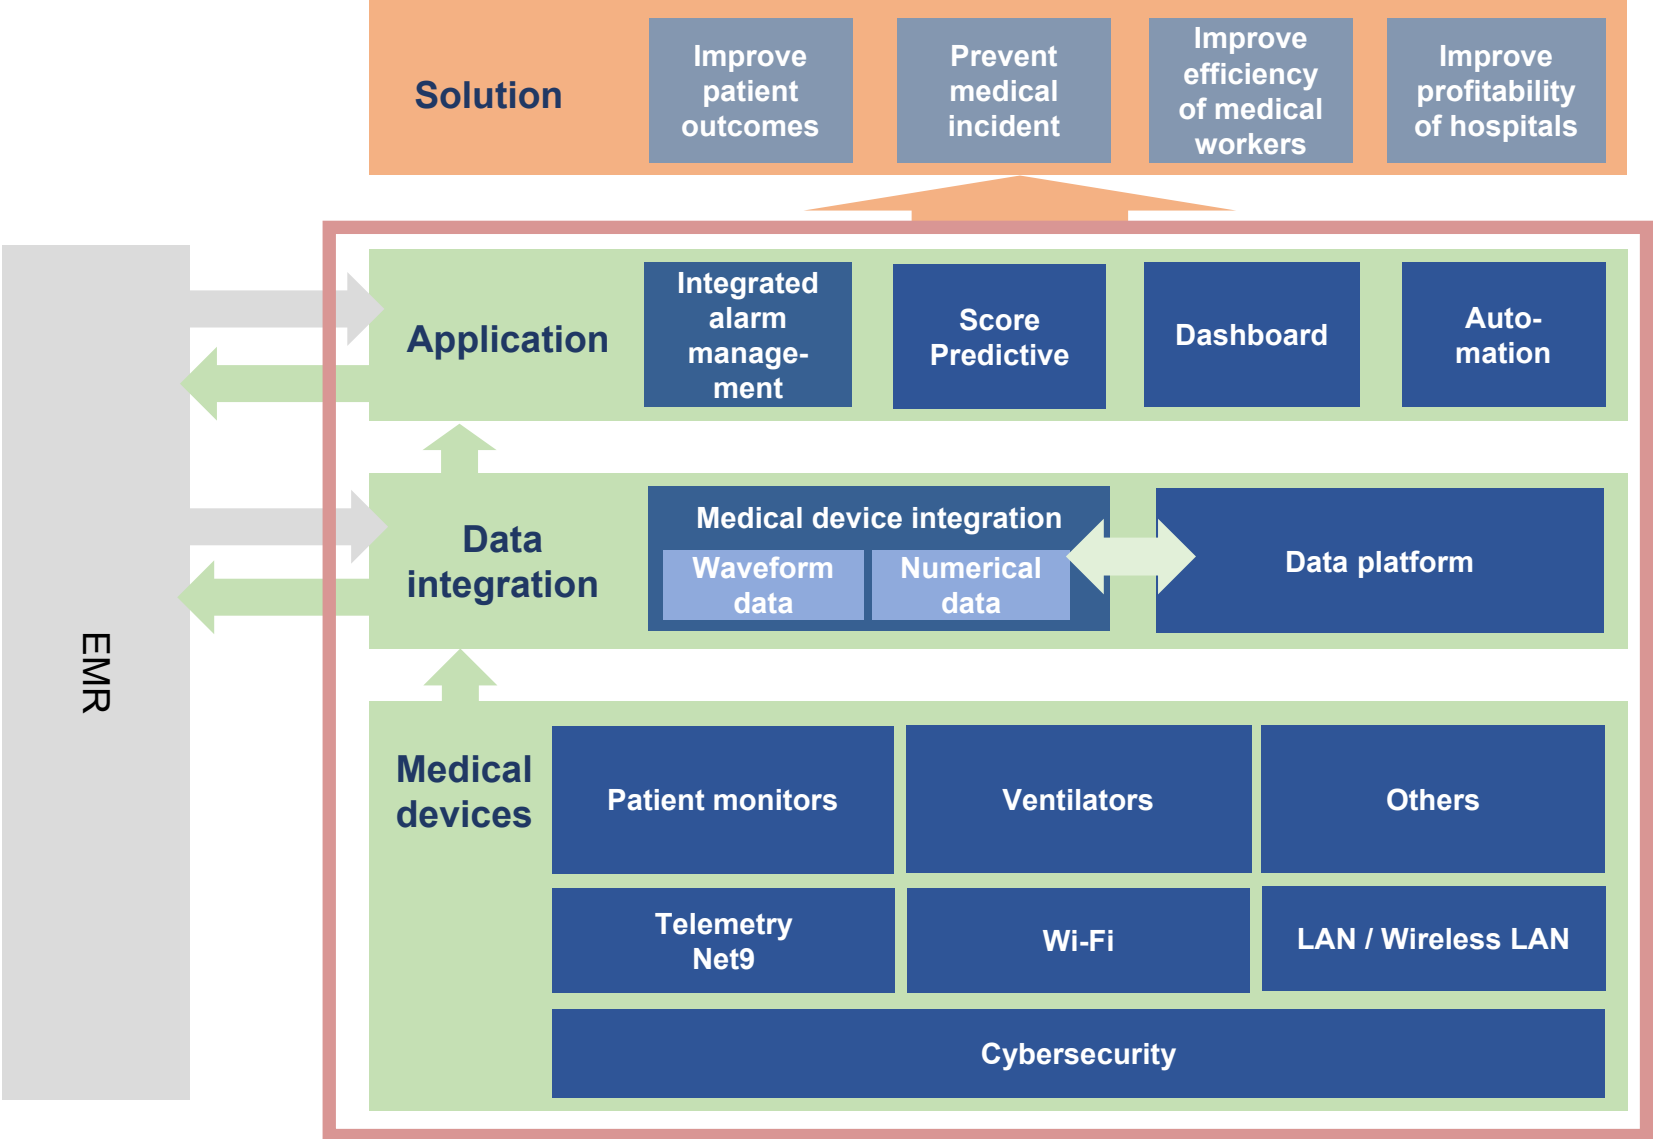 Solution
Improve
patient
outcomes
Prevent
medical
incident
Improve
efficiency
of medical
workers
Improve
profitability
of hospitals
EMR
Application
Integrated
alarm
manage-
ment
Score
Predictive
Dashboard
Auto-
mation
Data
integration
Medical device integration
Waveform
data
Numerical
data
Data platform
Medical
devices
Patient monitors
Ventilators
Others
Telemetry
Net9
Wi-Fi
LAN / Wireless LAN
Cybersecurity